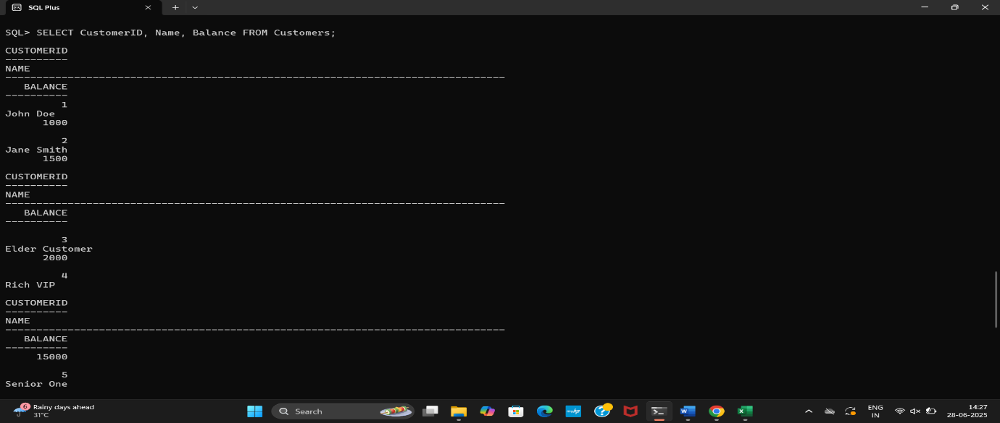 SQL Plus
SQL> SELECT CustomerID, Name, Balance FROM Customers;
CUSTOMERID
----------
NAME
--------------------------------------------------------------------------------
BALANCE
----------
1
John Doe
1000
2
Jane Smith
1500
CUSTOMERID
----------
NAME
--------------------------------------------------------------------------------
BALANCE
----------
3
Elder Customer
2000
4
Rich VIP
CUSTOMERID
----------
NAME
--------------------------------------------------------------------------------
BALANCE
----------
15000
5
Senior One
6
Rainy days ahead
31°C
Search
myhp
ENG
IN
14:27
28-06-2025